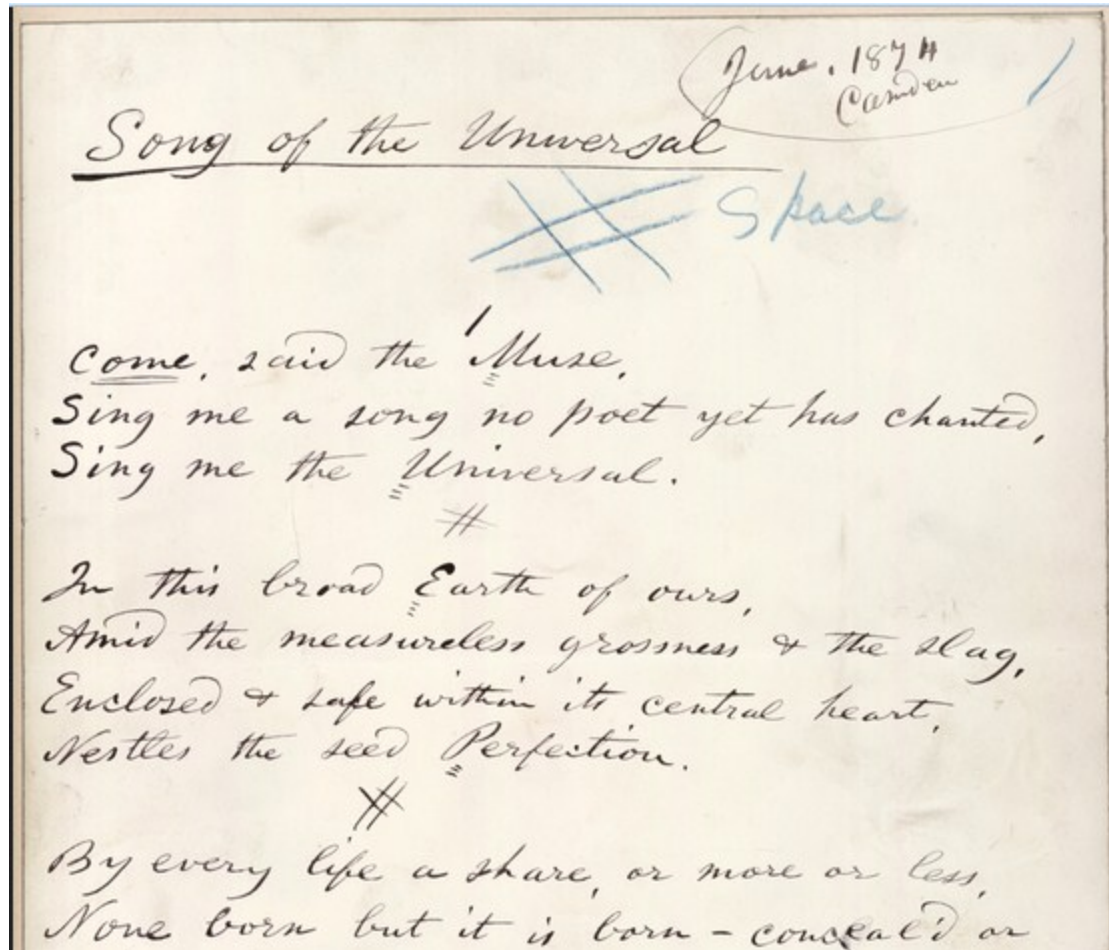 June, 1874
Camden
Song of the Universal
# Space
1
Come, said the Muse,
Sing me a song no poet yet has chanted,
Sing me the Universal.
#
In this broad Earth of ours,
Amid the measureless grossness & the slag,
Enclosed & safe within its central heart,
Nestles the seed Perfection.
#
By every life a share, or more or less,
None born but it is born – conceal'd or